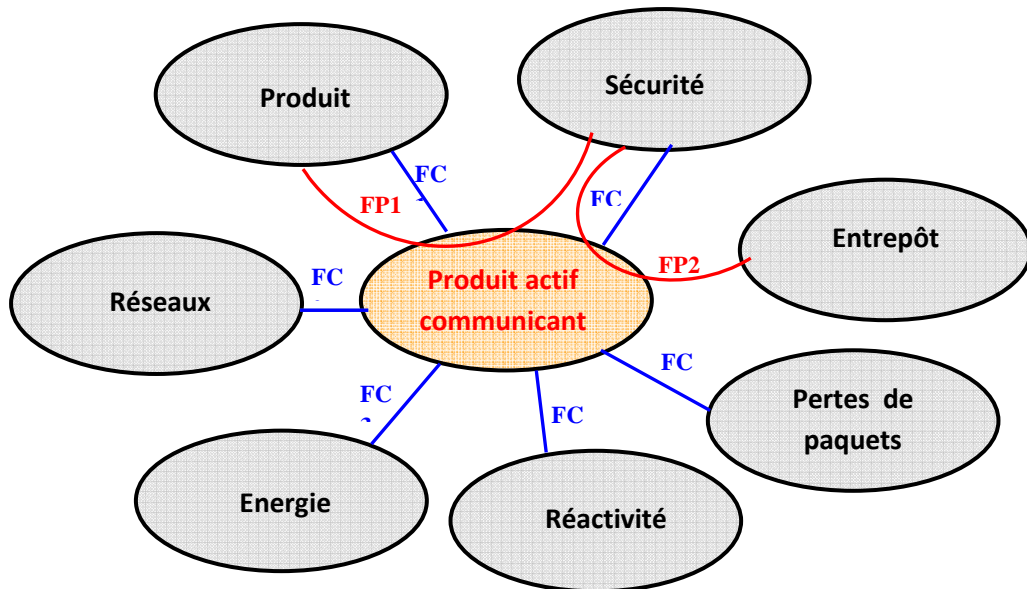 Produit
Sécurité
FC
FP1
FC
Entrepôt
FP2
Réseaux
FC
Produit actif
communicant
FC
FC
FC
Pertes de
paquets
Energie
Réactivité